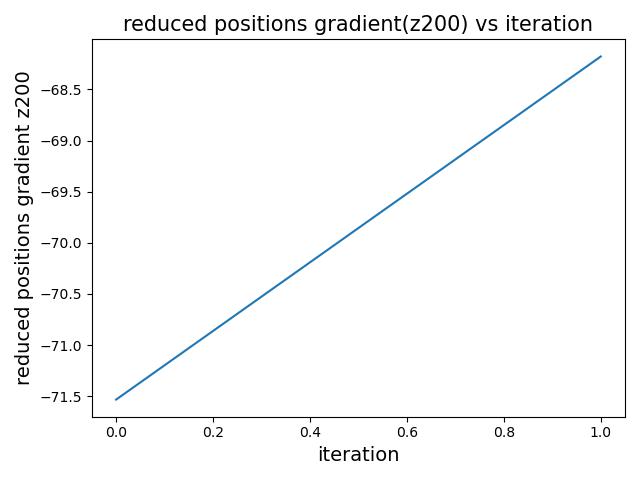 reduced positions gradient(z200) vs iteration
reduced positions gradient z200
−68.5
−69.0
−69.5
−70.0
−70.5
−71.0
−71.5
0.0 0.2 0.4 0.6 0.8 1.0
iteration